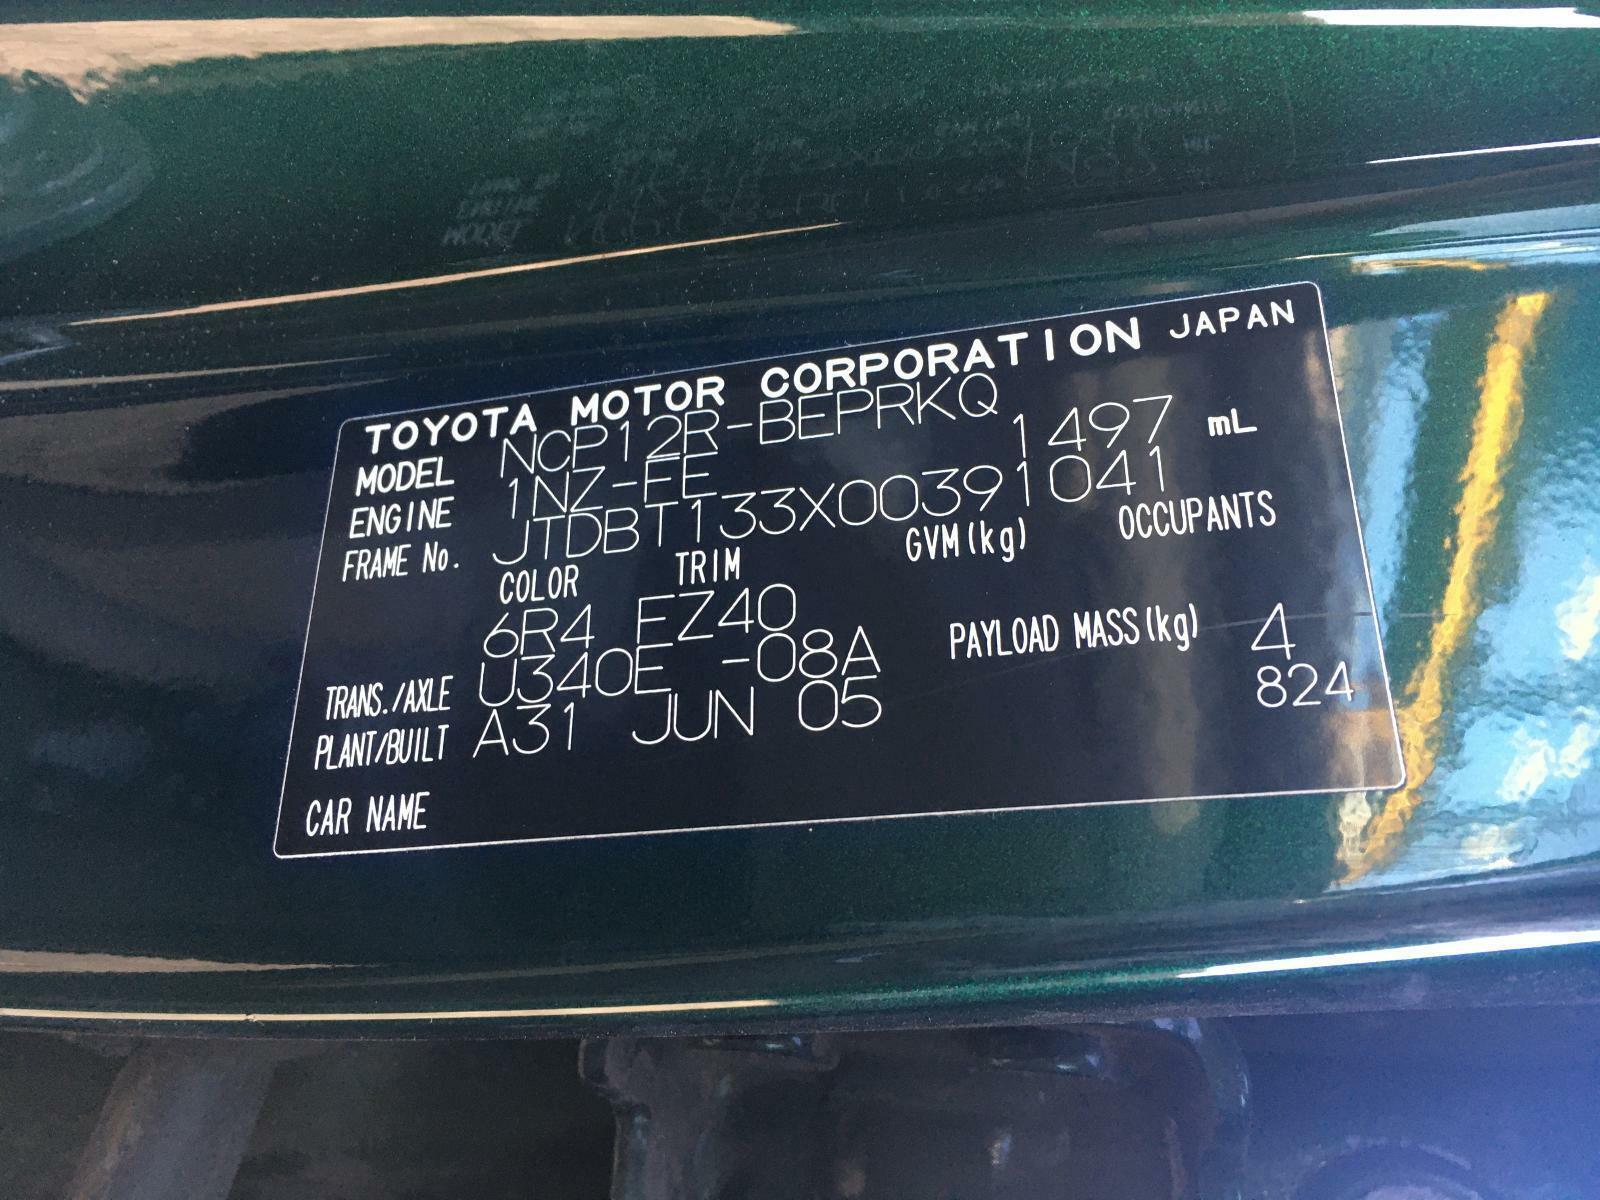 TOYOTA MOTOR CORPORATION JAPAN
MODEL NCP12R-BEPRKQ
ENGINE 1NZ-FE 1497 mL
FRAME No. JTDBT133X00391041
COLOR TRIM GVM(kg) OCCUPANTS
6R4 EZ40 4
TRANS./AXLE U340E -08A PAYLOAD MASS(kg) 824
PLANT/BUILT A31 JUN 05
CAR NAME